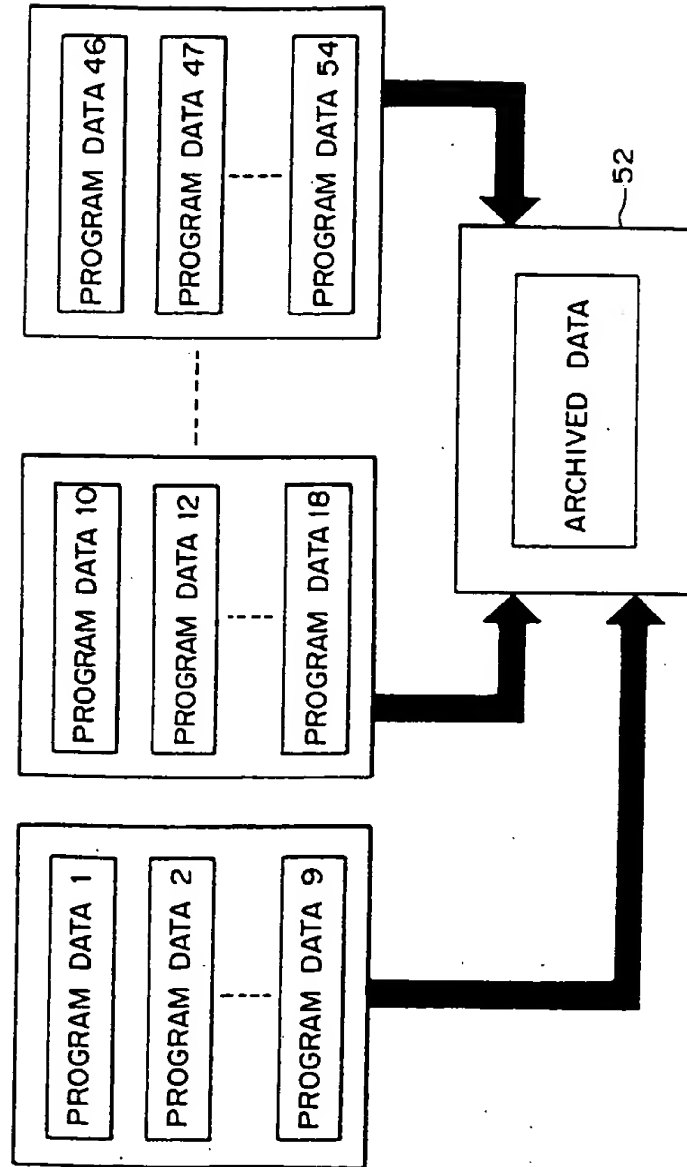 PROGRAM DATA 1
PROGRAM DATA 2
PROGRAM DATA 9
PROGRAM DATA 10
PROGRAM DATA 12
PROGRAM DATA 18
PROGRAM DATA 46
PROGRAM DATA 47
PROGRAM DATA 54
52
ARCHIVED DATA